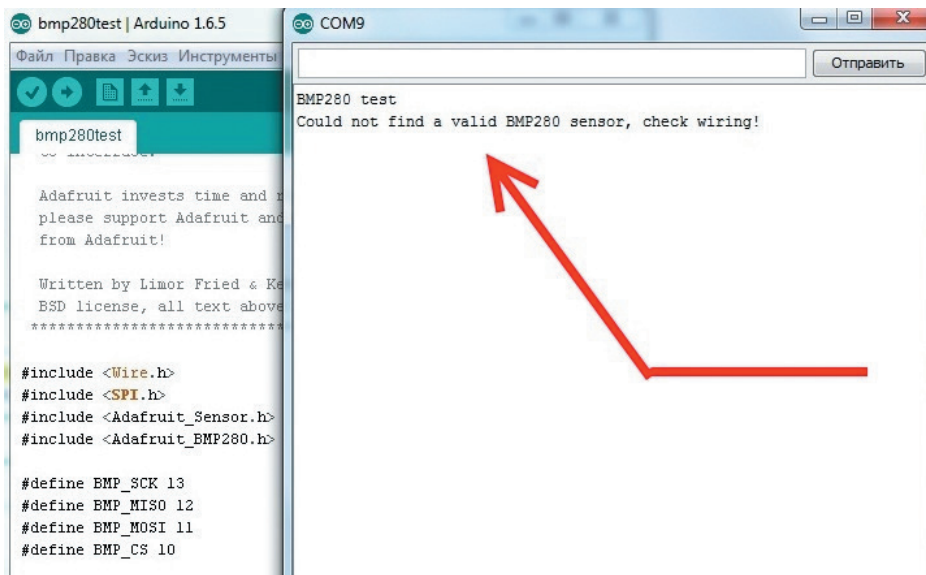 bmp280test | Arduino 1.6.5
Файл Правка Эскиз Инструменты
bmp280test
Adafruit invests time and
please support Adafruit and
from Adafruit!
Written by Limor Fried &
BSD license, all text above
******************************
#include <Wire.h>
#include <SPI.h>
#include <Adafruit_Sensor.h>
#include <Adafruit_BMP280.h>
#define BMP_SCK 13
#define BMP_MISO 12
#define BMP_MOSI 11
#define BMP_CS 10
COM9
Отправить
BMP280 test
Could not find a valid BMP280 sensor, check wiring!